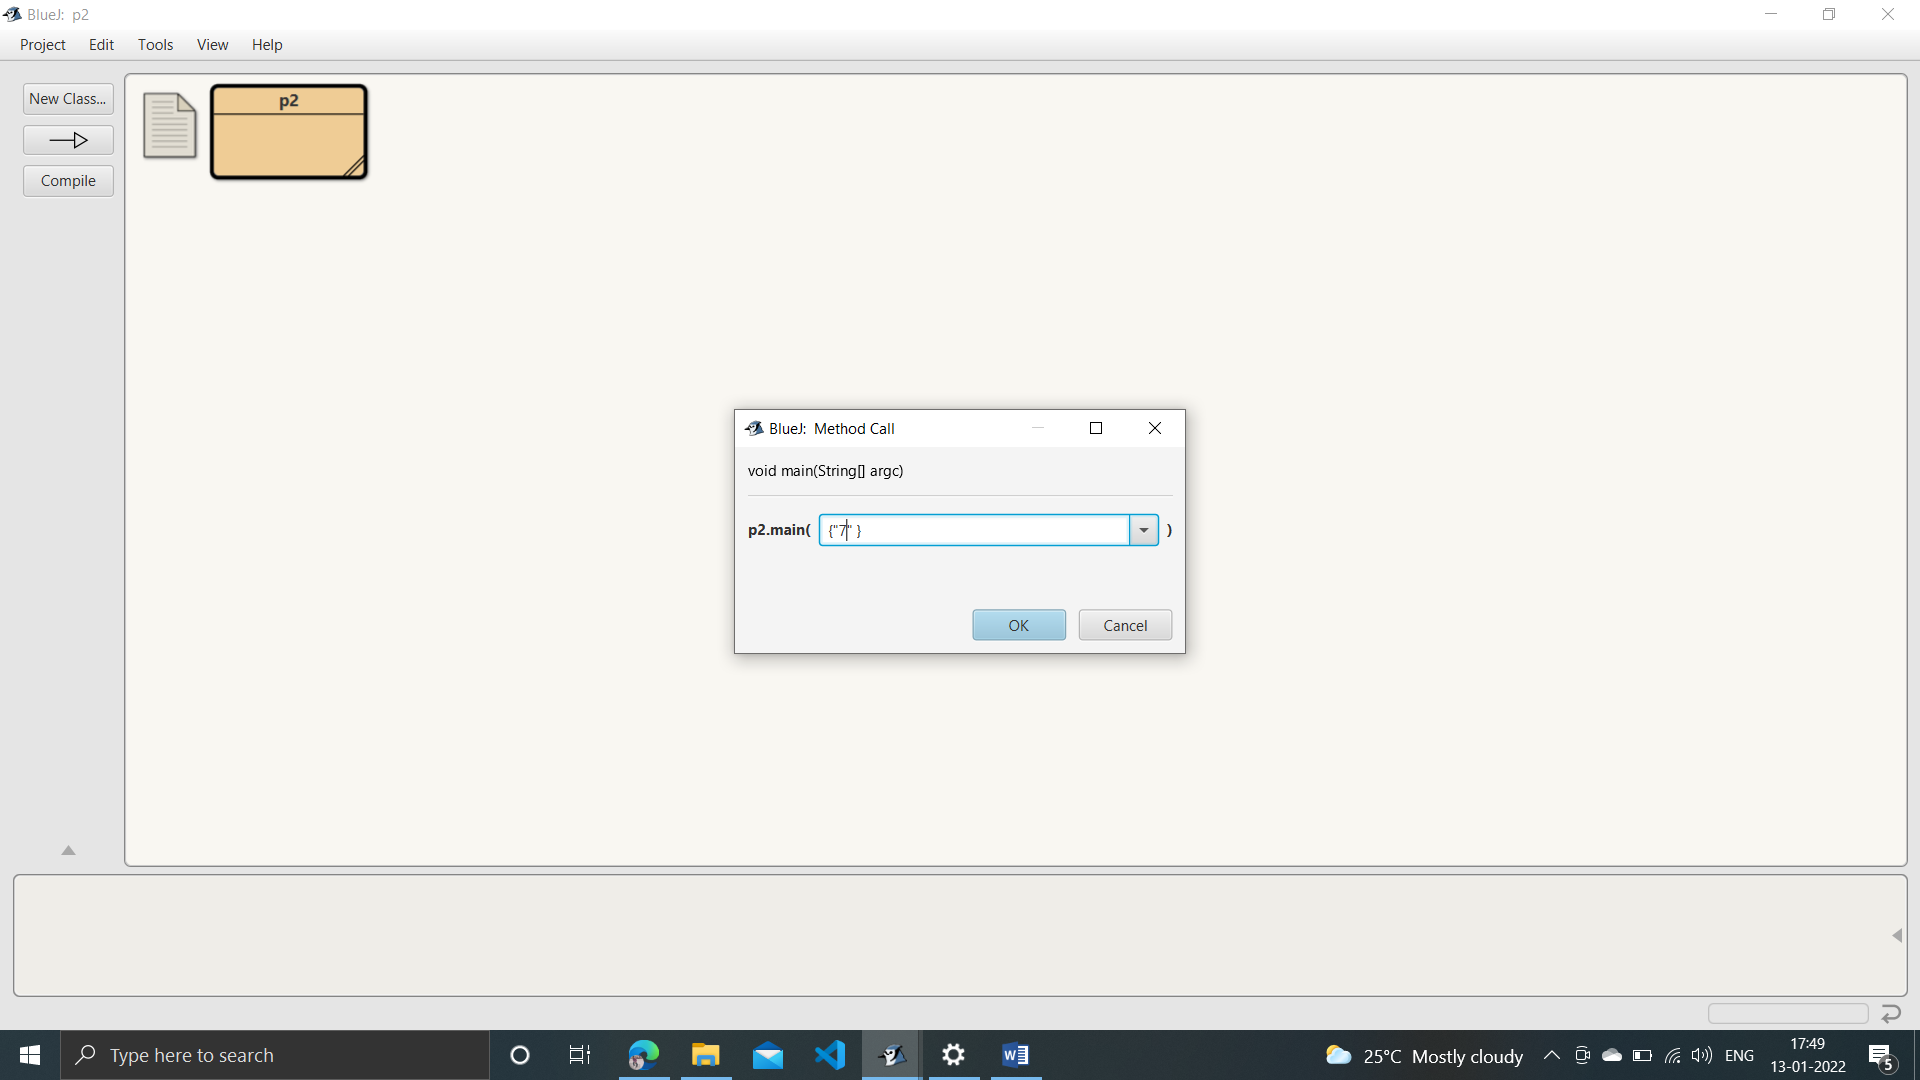 BlueJ: p2
Project Edit Tools View Help
New Class...
Compile
p2
BlueJ: Method Call
void main(String[] argc)
p2.main( {"7" } )
OK Cancel
Type here to search
25°C Mostly cloudy
ENG
17:49
13-01-2022
5